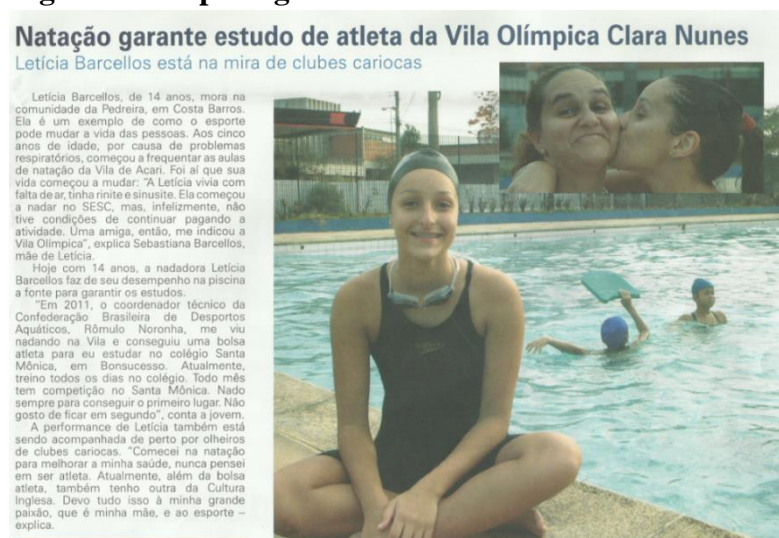 Natação garante estudo de atleta da Vila Olímpica Clara Nunes
Letícia Barcellos está na mira de clubes cariocas
Letícia Barcellos, de 14 anos, mora na
comunidade da Pedreira, em Costa Barros.
Ela é um exemplo de como o esporte
pode mudar a vida das pessoas. Aos cinco
anos de idade, por causa de problemas
respiratórios, começou a frequentar as aulas
de natação da Vila de Acari. Foi aí que sua
vida começou a mudar: "A Letícia vivia com
falta de ar, tinha rinite e sinusite. Ela começou
a nadar no SESC, mas, infelizmente, não
tive condições de continuar pagando a
atividade. Uma amiga, então, me indicou a
Vila Olímpica", explica Sebastiana Barcellos,
mãe de Letícia.
Hoje com 14 anos, a nadadora Letícia
Barcellos faz de seu desempenho na piscina
a fonte para garantir os estudos.
"Em 2011, o coordenador técnico da
Confederação Brasileira de Desportos
Aquáticos, Rômulo Noronha, me viu
nadando na Vila e conseguiu uma bolsa
atleta para eu estudar no colégio Santa
Mônica, em Bonsucesso. Atualmente,
treino todos os dias no colégio. Todo mês
tem competição no Santa Mônica. Nado
sempre para conseguir o primeiro lugar. Não
gosto de ficar em segundo", conta a jovem.
A performance de Letícia também está
sendo acompanhada de perto por olheiros
de clubes cariocas. "Comecei na natação
para melhorar a minha saúde, nunca pensei
em ser atleta. Atualmente, além da bolsa
atleta, também tenho outra da Cultura
Inglesa. Devo tudo isso à minha grande
paixão, que é minha mãe, e ao esporte –
explica.
speedo